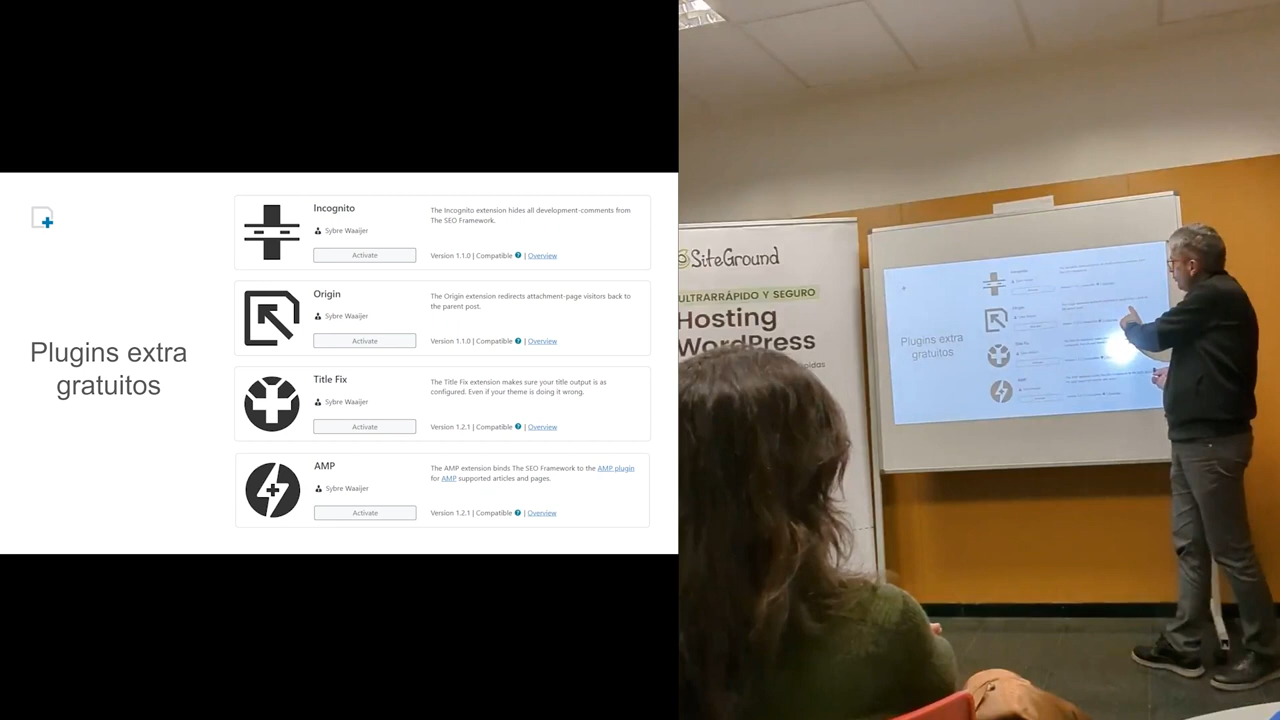 Plugins extra
gratuitos
Incognito
Sybre Waaijer
Activate
The Incognito extension hides all development-comments from
The SEO Framework.
Version 1.1.0 | Compatible ? | Overview
Origin
Sybre Waaijer
Activate
The Origin extension redirects attachment-page visitors back to
the parent post.
Version 1.1.0 | Compatible ? | Overview
Title Fix
Sybre Waaijer
Activate
The Title Fix extension makes sure your title output is as
configured. Even if your theme is doing it wrong.
Version 1.2.1 | Compatible ? | Overview
AMP
Sybre Waaijer
Activate
The AMP extension binds The SEO Framework to the AMP plugin
for AMP supported articles and pages.
Version 1.2.1 | Compatible ? | Overview
SiteGround
ULTRARRÁPIDO Y SEGURO
Hosting
WordPress
Plugins extra
gratuitos
Incognito
Origin
Title Fix
AMP